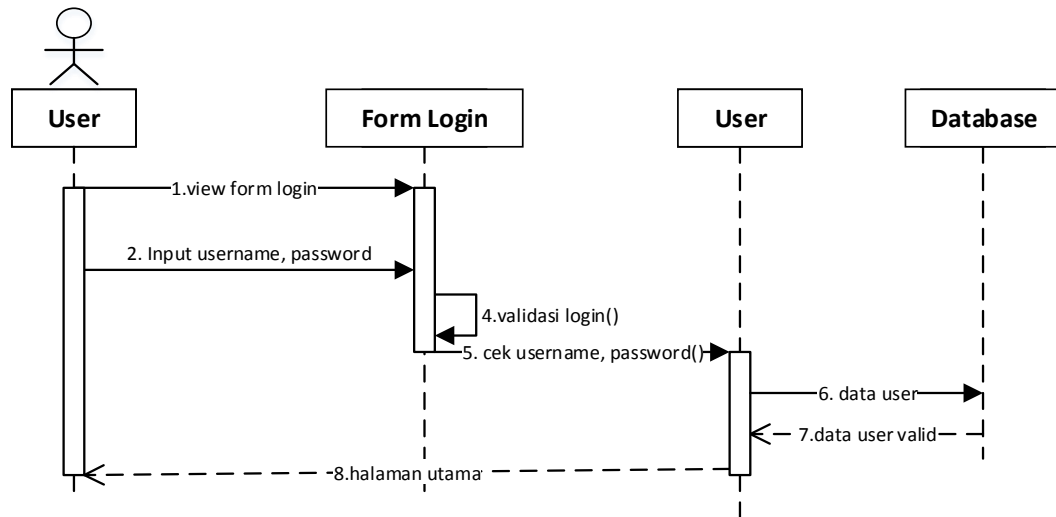 User
Form Login
User
Database
1.view form login
2. Input username, password
4.validasi login()
5. cek username, password()
6. data user
7.data user valid
8.halaman utama